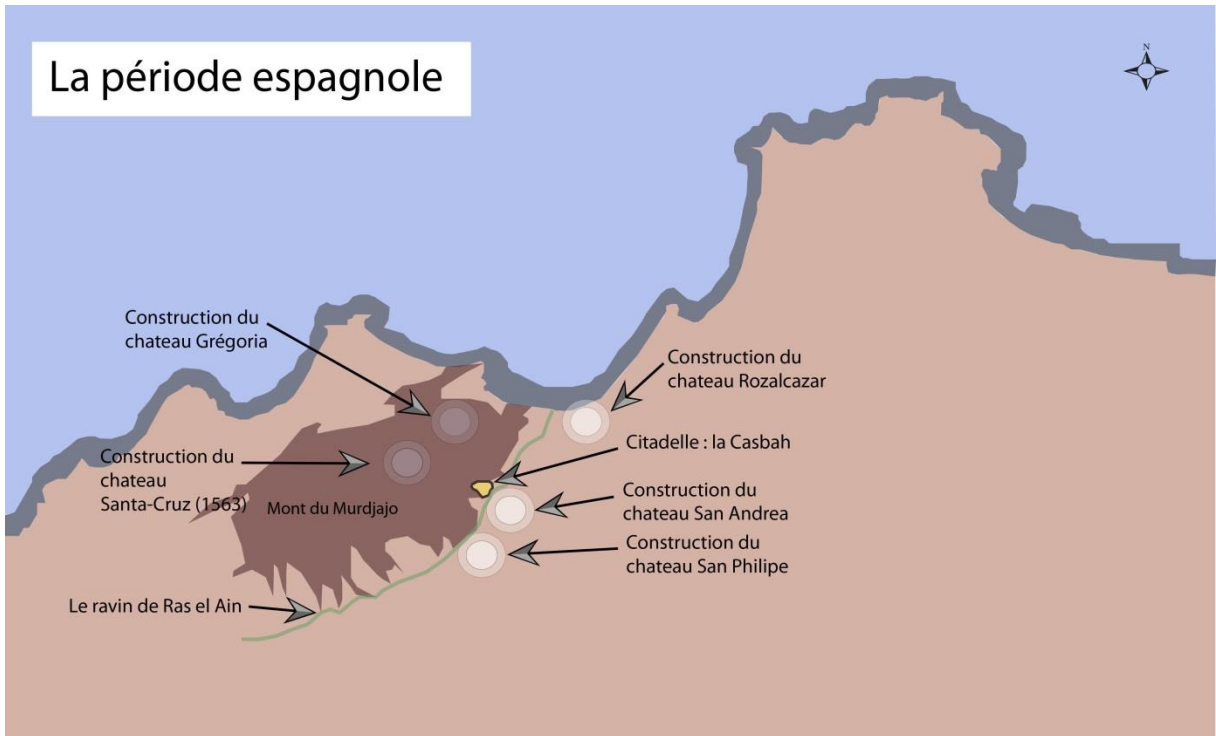 La période espagnole
N
Construction du
chateau Grégoria
Construction du
chateau Rozalcazar
Citadelle : la Casbah
Construction du
chateau
Santa-Cruz (1563)
Mont du Murdjajo
Construction du
chateau San Andrea
Construction du
chateau San Philipe
Le ravin de Ras el Ain